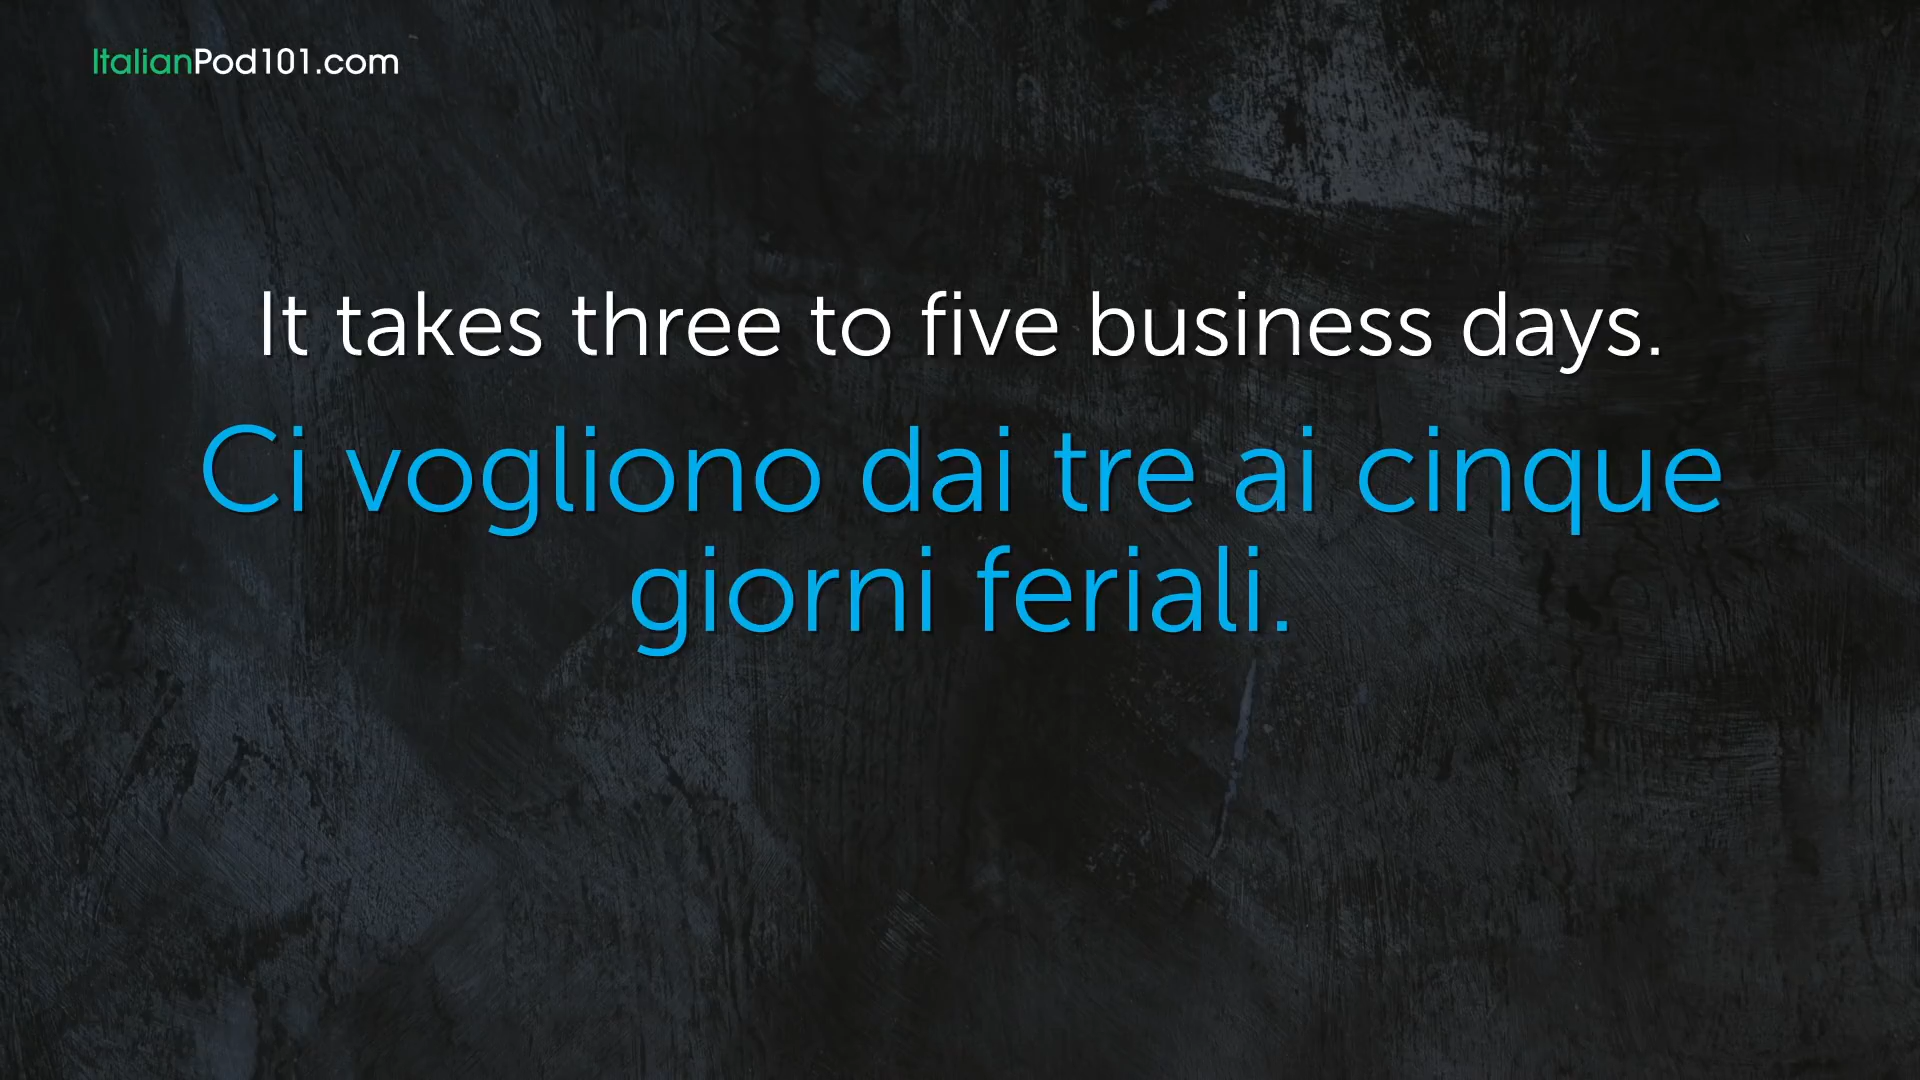 ItalianPod101.com
It takes three to five business days.
Ci vogliono dai tre ai cinque
giorni feriali.